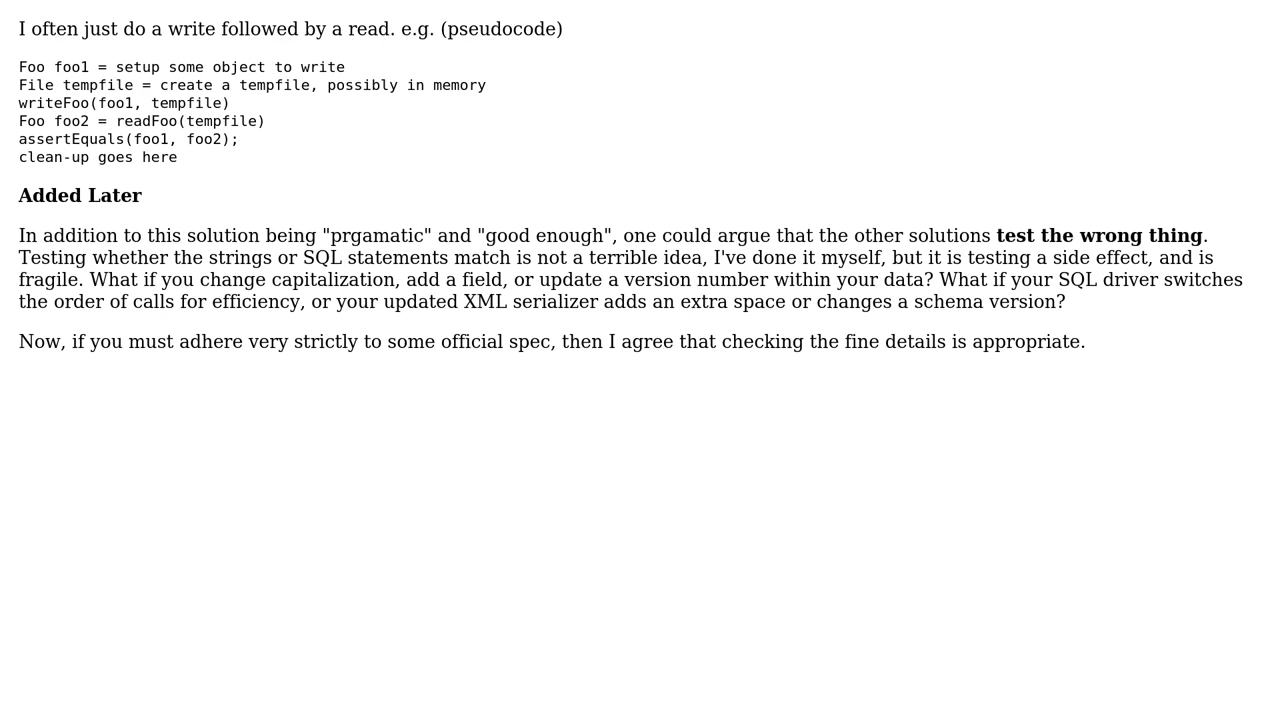 I often just do a write followed by a read. e.g. (pseudocode)
Foo foo1 = setup some object to write
File tempfile = create a tempfile, possibly in memory
writeFoo(foo1, tempfile)
Foo foo2 = readFoo(tempfile)
assertEquals(foo1, foo2);
clean-up goes here
Added Later
In addition to this solution being "prgamatic" and "good enough", one could argue that the other solutions test the wrong thing.
Testing whether the strings or SQL statements match is not a terrible idea, I've done it myself, but it is testing a side effect, and is
fragile. What if you change capitalization, add a field, or update a version number within your data? What if your SQL driver switches
the order of calls for efficiency, or your updated XML serializer adds an extra space or changes a schema version?
Now, if you must adhere very strictly to some official spec, then I agree that checking the fine details is appropriate.